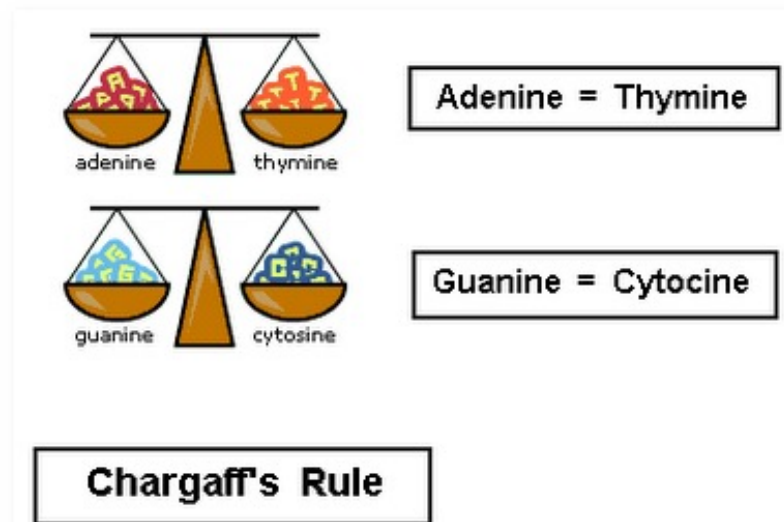 adenine thymine
Adenine = Thymine
guanine cytosine
Guanine = Cytocine
Chargaff's Rule